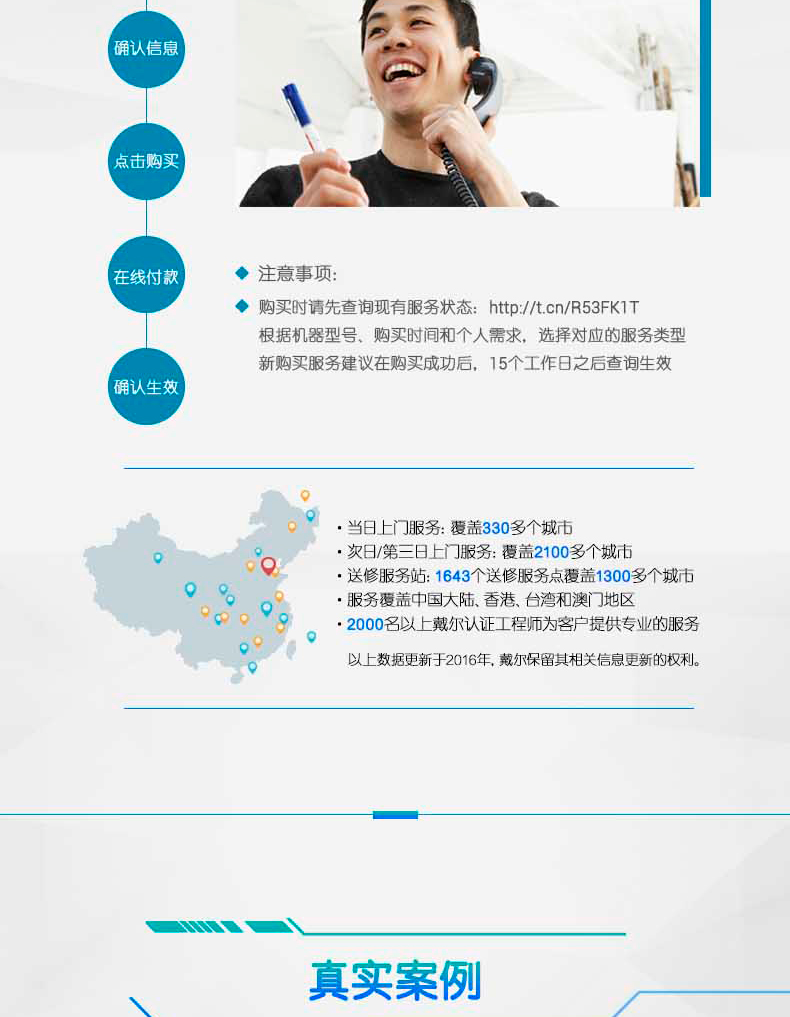 确认信息
点击购买
在线付款
确认生效
注意事项:
购买时请先查询现有服务状态：http://t.cn/R53FK1T
根据机器型号、购买时间和个人需求，选择对应的服务类型
新购买服务建议在购买成功后，15个工作日之后查询生效
·当日上门服务: 覆盖330多个城市
·次日/第三日上门服务: 覆盖2100多个城市
·送修服务站: 1643个送修服务点覆盖1300多个城市
·服务覆盖中国大陆、香港、台湾和澳门地区
·2000名以上戴尔认证工程师为客户提供专业的服务
以上数据更新于2016年, 戴尔保留其相关信息更新的权利。
真实案例